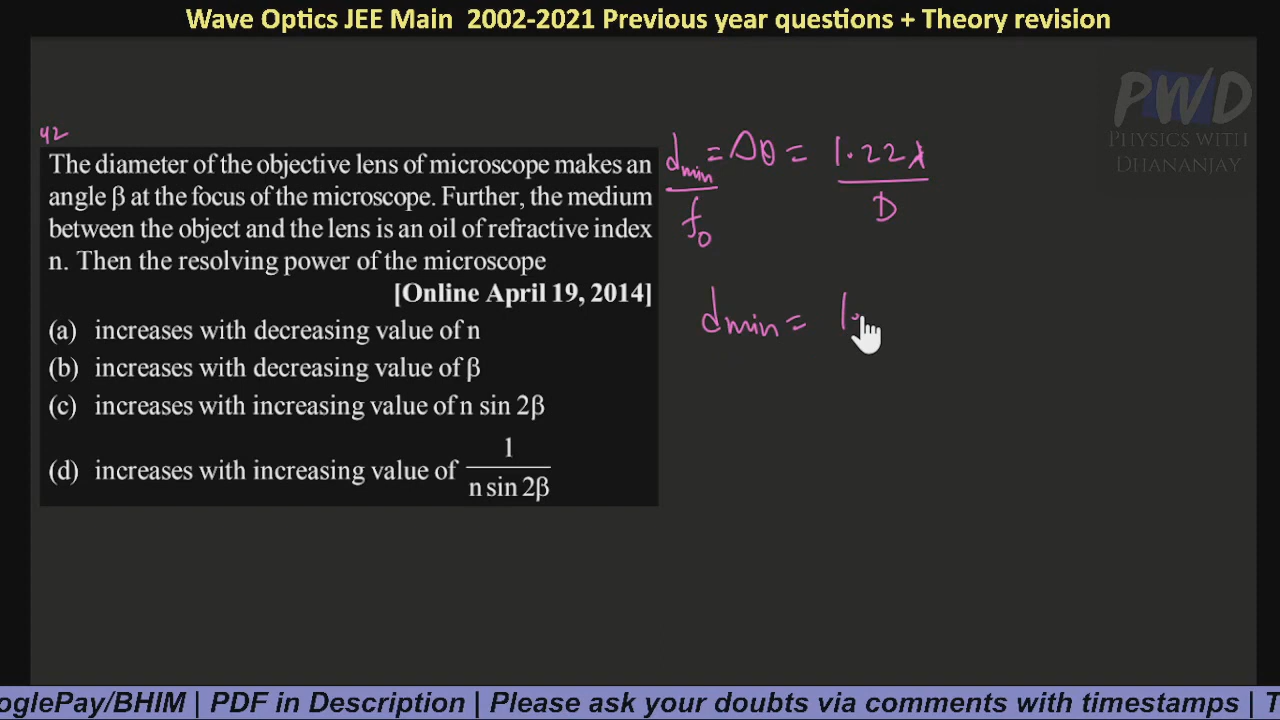 Wave Optics JEE Main 2002-2021 Previous year questions + Theory revision
PWD
PHYSICS WITH
DHANANJAY
42
The diameter of the objective lens of microscope makes an
angle β at the focus of the microscope. Further, the medium
between the object and the lens is an oil of refractive index
n. Then the resolving power of the microscope
[Online April 19, 2014]
(a) increases with decreasing value of n
(b) increases with decreasing value of β
(c) increases with increasing value of n sin 2β
(d) increases with increasing value of 1/(n sin 2β)
d_min/f_0 = Δθ = 1.22λ/D
d_min = 1.
oglePay/BHIM | PDF in Description | Please ask your doubts via comments with timestamps | T